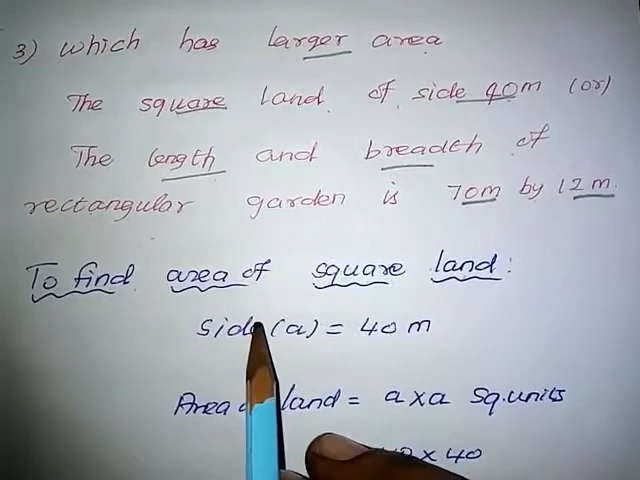 3) which has larger area
The square land of side 40m (or)
The length and breadth of
rectangular garden is 70m by 12 m.
To find area of square land:
side (a) = 40 m
Area land = a x a Sq.units
x 40